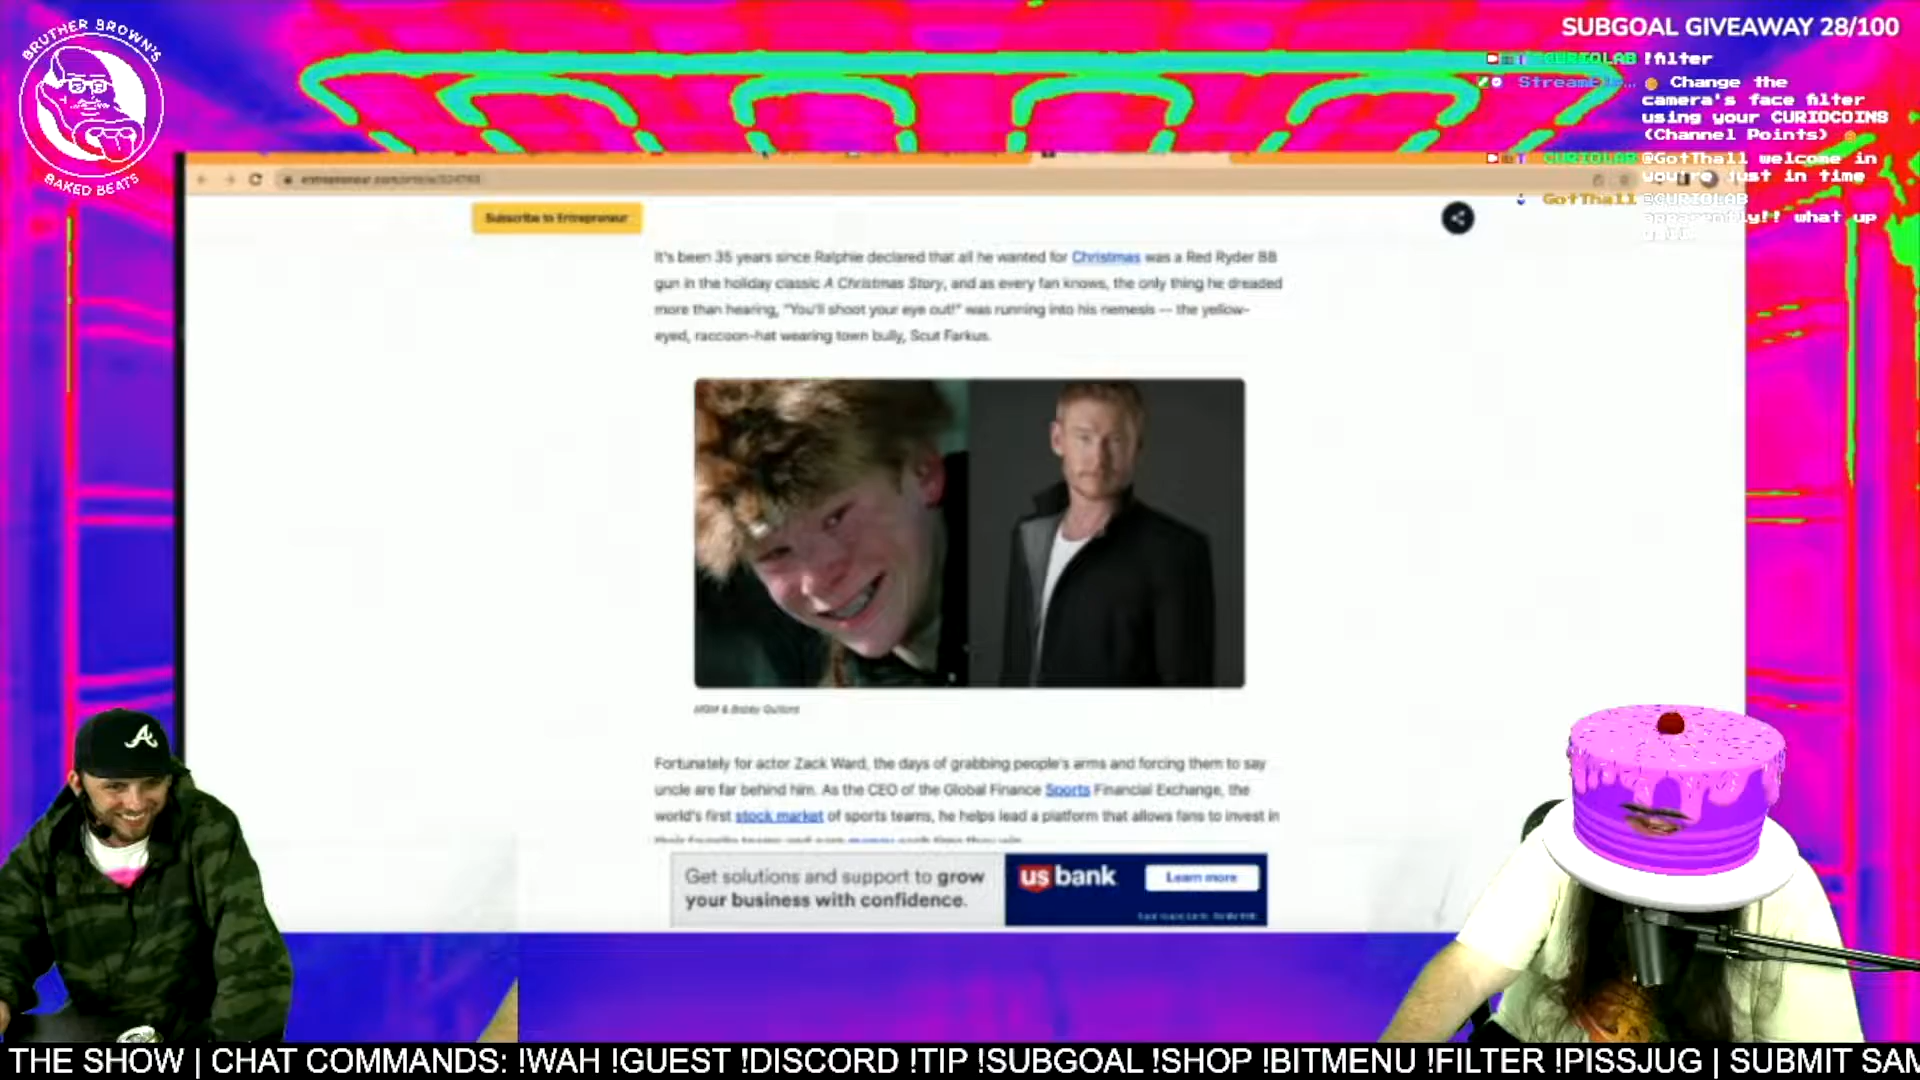 BRUTHER BROWN'S
BAKED BEATS
SUBGOAL GIVEAWAY 28/100
CURIOLAB !filter
Change the
camera's face filter
using your CURIOCOINS
(Channel Points)
CURIOLAB @GotThall welcome in
you're just in time
GotThall @CURIOLAB
apparently!! what up
Subscribe to Entrepreneur
It's been 35 years since Ralphie declared that all he wanted for Christmas was a Red Ryder BB
gun in the holiday classic A Christmas Story, and as every fan knows, the only thing he dreaded
more than hearing, "You'll shoot your eye out!" was running into his nemesis -- the yellow-
eyed, raccoon-hat wearing town bully, Scut Farkus.
A
Fortunately for actor Zack Ward, the days of grabbing people's arms and forcing them to say
uncle are far behind him. As the CEO of the Global Finance Sports Financial Exchange, the
world's first stock market of sports teams, he helps lead a platform that allows fans to invest in
Get solutions and support to grow
your business with confidence.
us bank
Learn more
THE SHOW | CHAT COMMANDS: !WAH !GUEST !DISCORD !TIP !SUBGOAL !SHOP !BITMENU !FILTER !PISSJUG | SUBMIT SAM